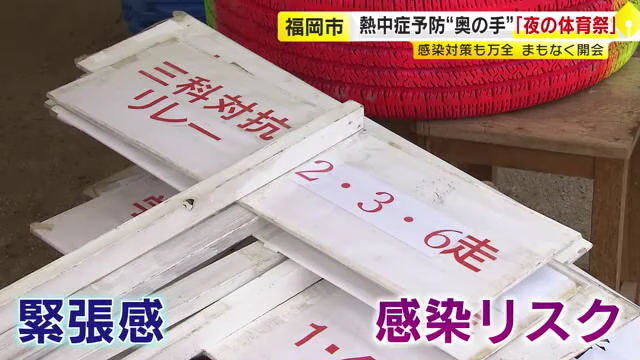 福岡市
熱中症予防“奥の手”「夜の体育祭」
感染対策も万全 まもなく開会
三科対抗
リレー
2・3・6走
緊張感
感染リスク